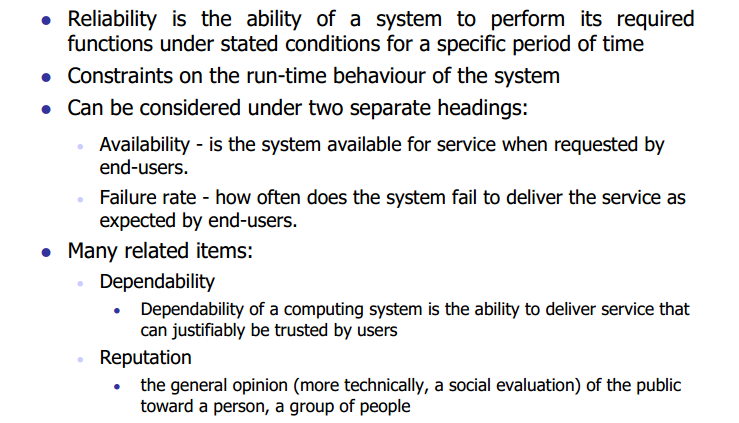 Reliability is the ability of a system to perform its required
functions under stated conditions for a specific period of time
Constraints on the run-time behaviour of the system
Can be considered under two separate headings:
Availability - is the system available for service when requested by
end-users.
Failure rate - how often does the system fail to deliver the service as
expected by end-users.
Many related items:
Dependability
Dependability of a computing system is the ability to deliver service that
can justifiably be trusted by users
Reputation
the general opinion (more technically, a social evaluation) of the public
toward a person, a group of people